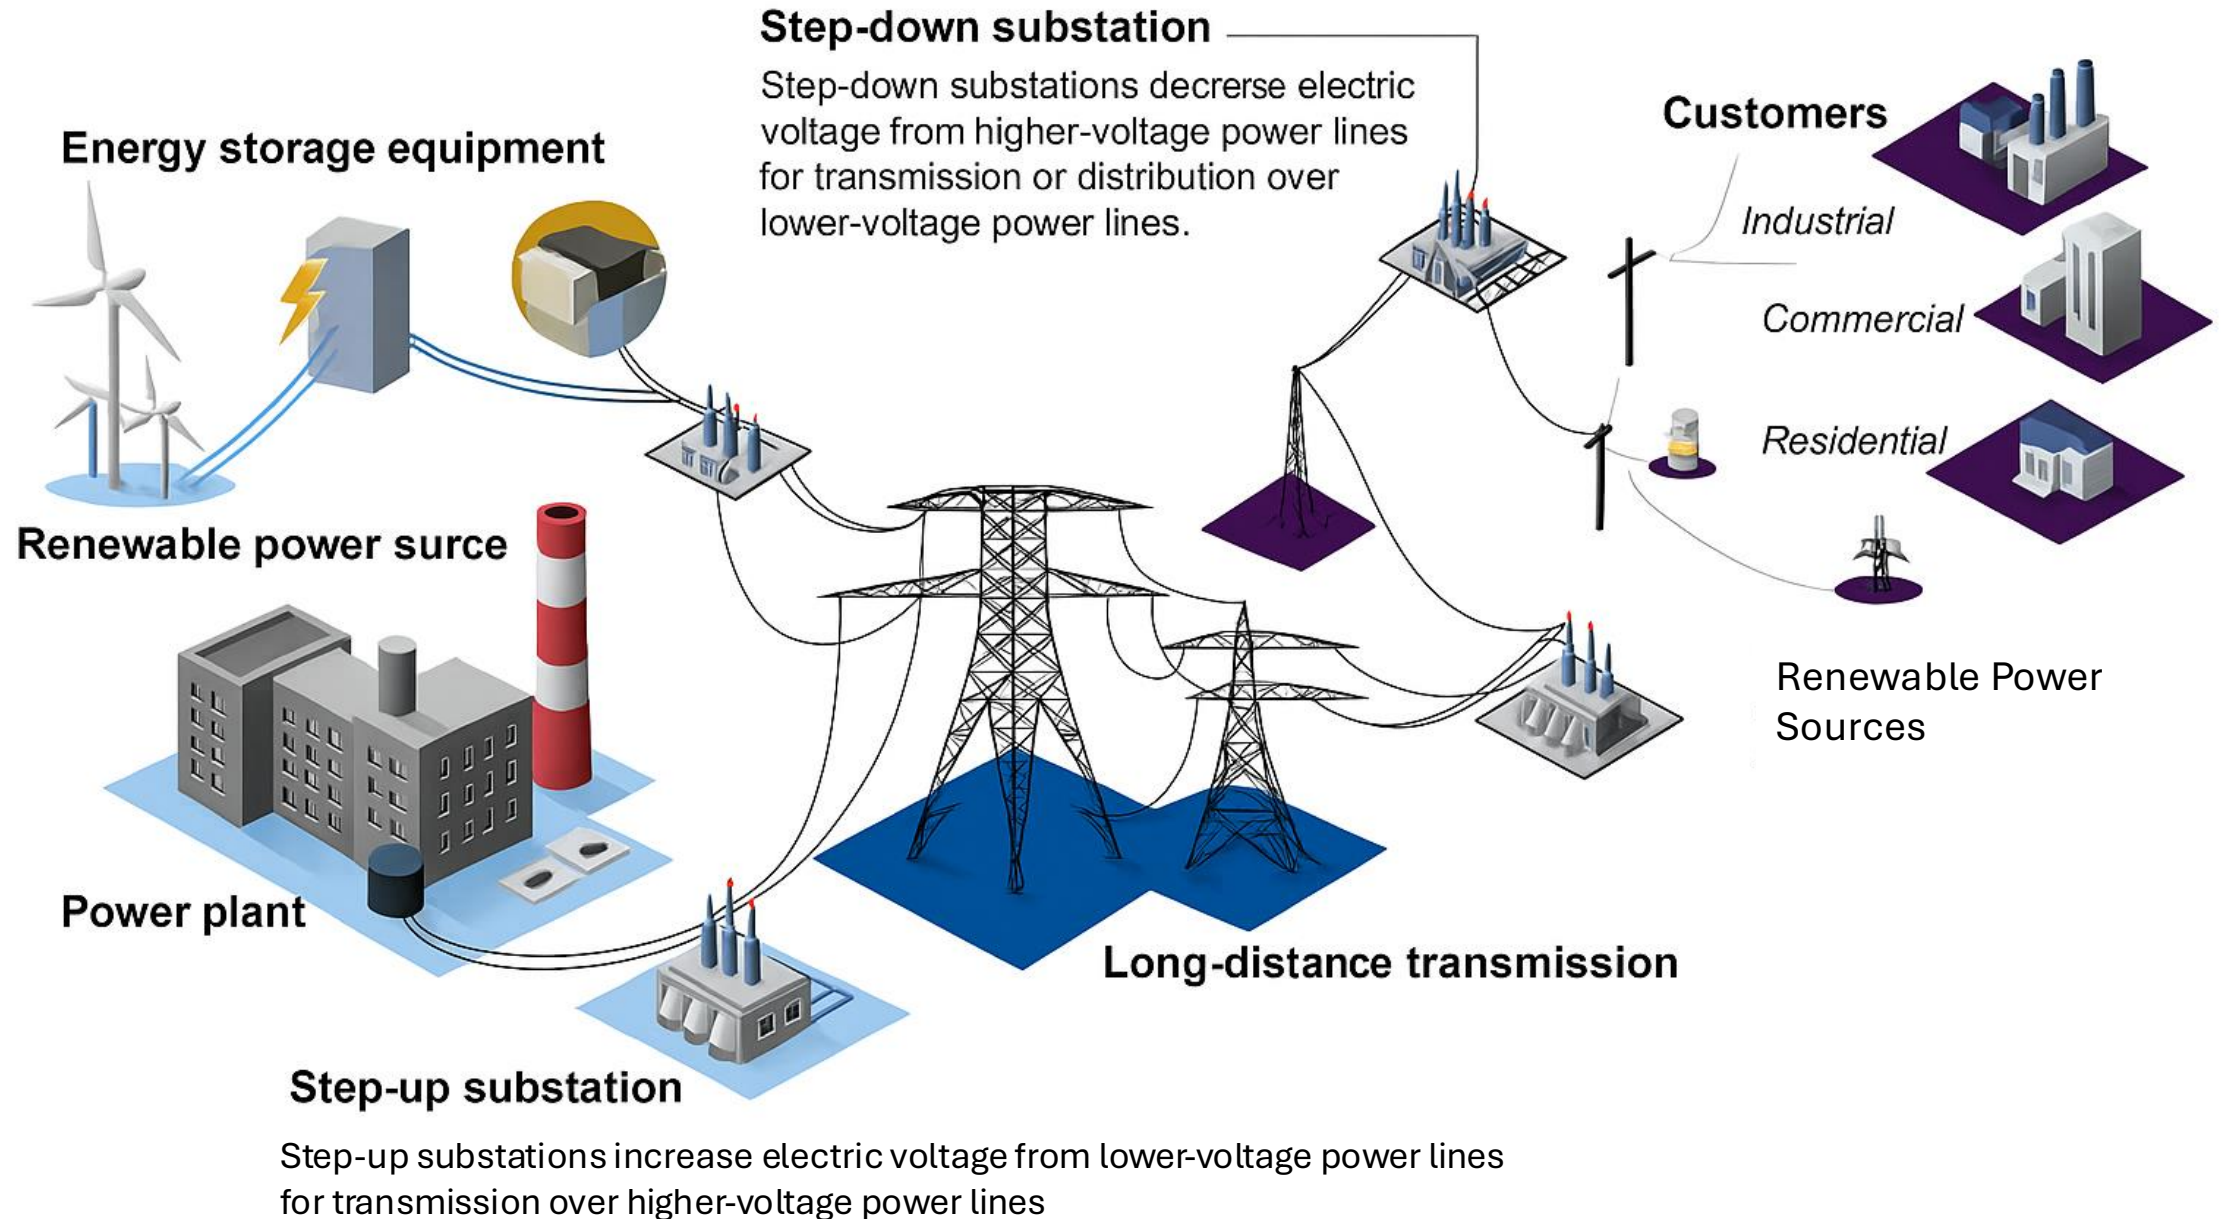 Step-down substation
Step-down substations decrerse electric
voltage from higher-voltage power lines
for transmission or distribution over
lower-voltage power lines.
Customers
Energy storage equipment
Industrial
Commercial
Residential
Renewable power surce
Renewable Power
Sources
Power plant
Long-distance transmission
Step-up substation
Step-up substations increase electric voltage from lower-voltage power lines
for transmission over higher-voltage power lines